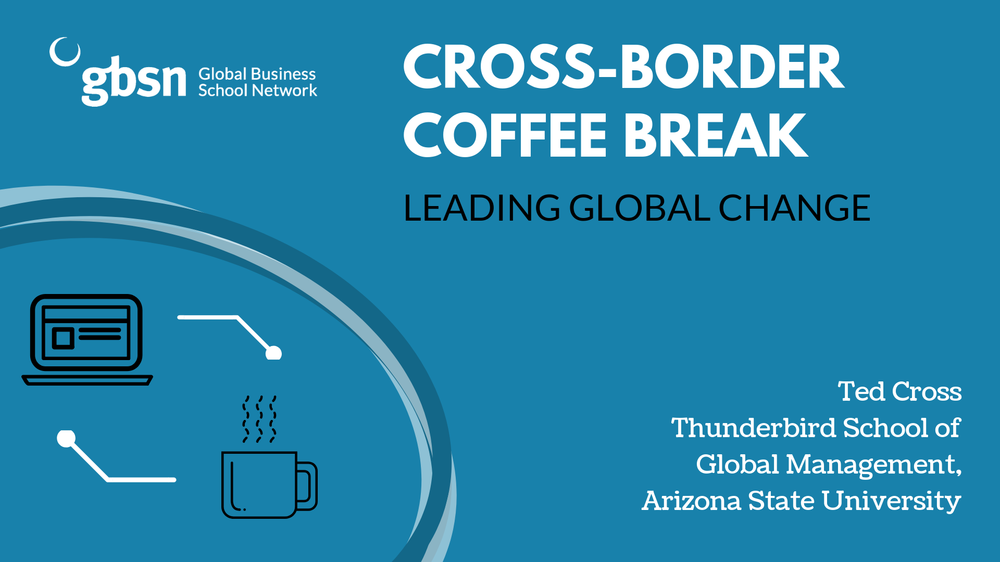 gbsn
Global Business
School Network
CROSS-BORDER
COFFEE BREAK
LEADING GLOBAL CHANGE
Ted Cross
Thunderbird School of
Global Management,
Arizona State University